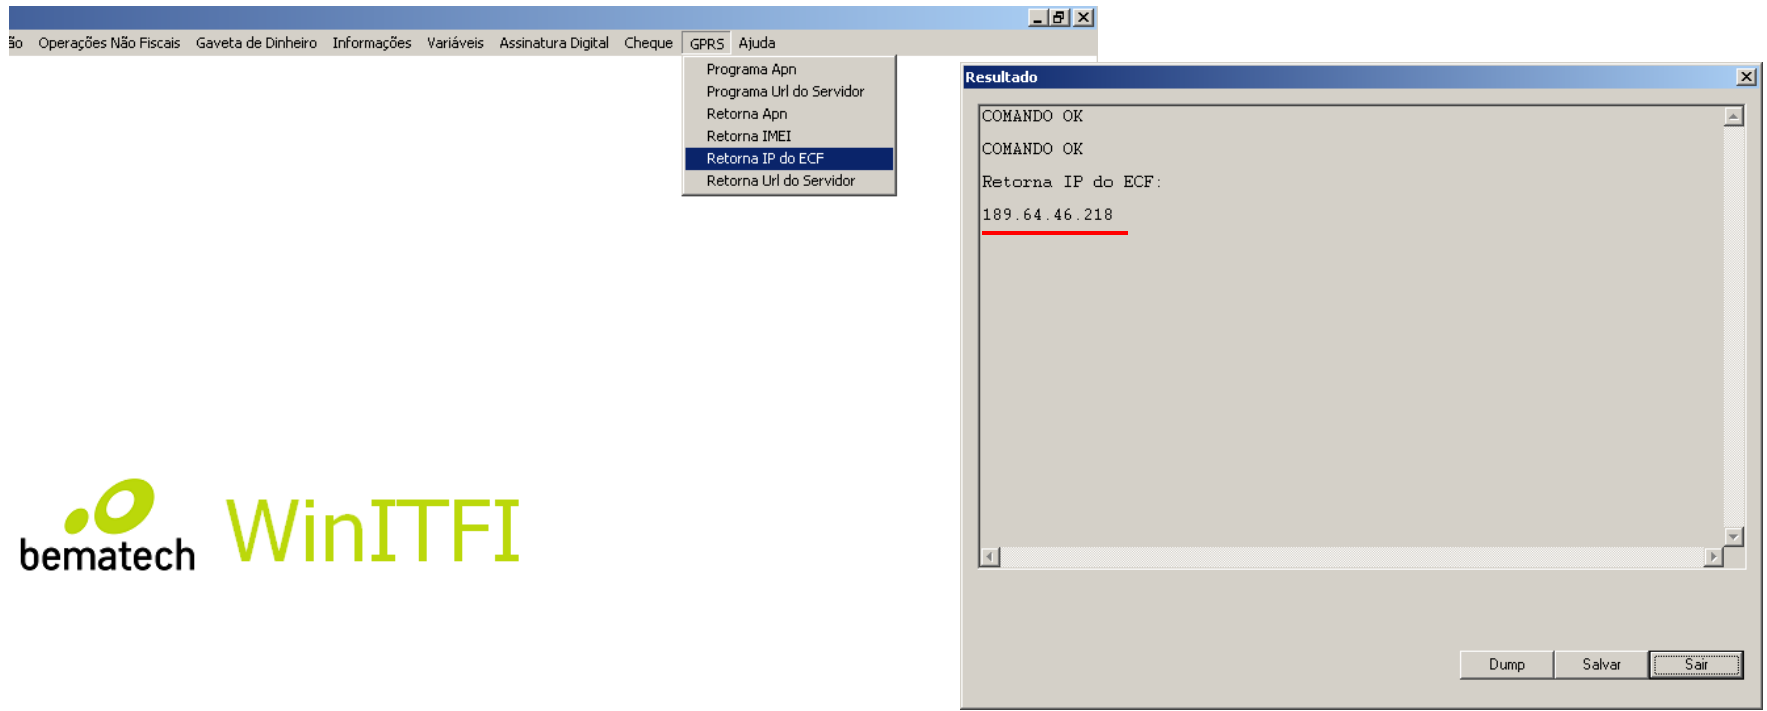 ão Operações Não Fiscais Gaveta de Dinheiro Informações Variáveis Assinatura Digital Cheque GPRS Ajuda
Programa Apn
Programa Url do Servidor
Retorna Apn
Retorna IMEI
Retorna IP do ECF
Retorna Url do Servidor
bematech
WinITFI
Resultado
COMANDO OK
COMANDO OK
Retorna IP do ECF:
189.64.46.218
Dump Salvar Sair